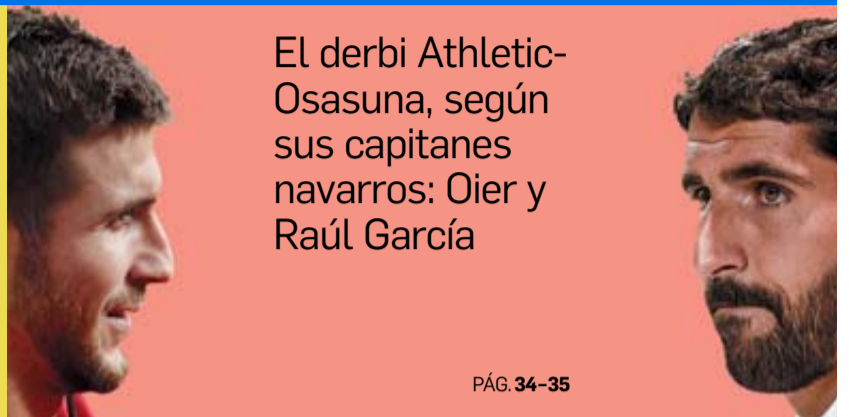 El derbi Athletic-
Osasuna, según
sus capitanes
navarros: Oier y
Raúl García
PÁG. 34-35